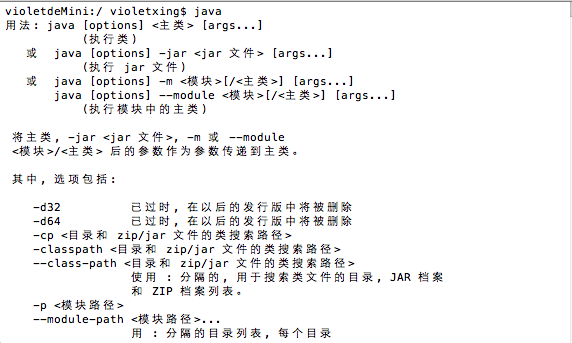 violetdeMini:/ violetxing$ java
用法: java [options] <主类> [args...]
(执行类)
或 java [options] -jar <jar 文件> [args...]
(执行 jar 文件)
或 java [options] -m <模块>[/<主类>] [args...]
java [options] --module <模块>[/<主类>] [args...]
(执行模块中的主类)
将主类, -jar <jar 文件>, -m 或 --module
<模块>/<主类> 后的参数作为参数传递到主类。
其中, 选项包括:
-d32 已过时, 在以后的发行版中将被删除
-d64 已过时, 在以后的发行版中将被删除
-cp <目录和 zip/jar 文件的类搜索路径>
-classpath <目录和 zip/jar 文件的类搜索路径>
--class-path <目录和 zip/jar 文件的类搜索路径>
使用 : 分隔的, 用于搜索类文件的目录, JAR 档案
和 ZIP 档案列表。
-p <模块路径>
--module-path <模块路径>...
用 : 分隔的目录列表, 每个目录